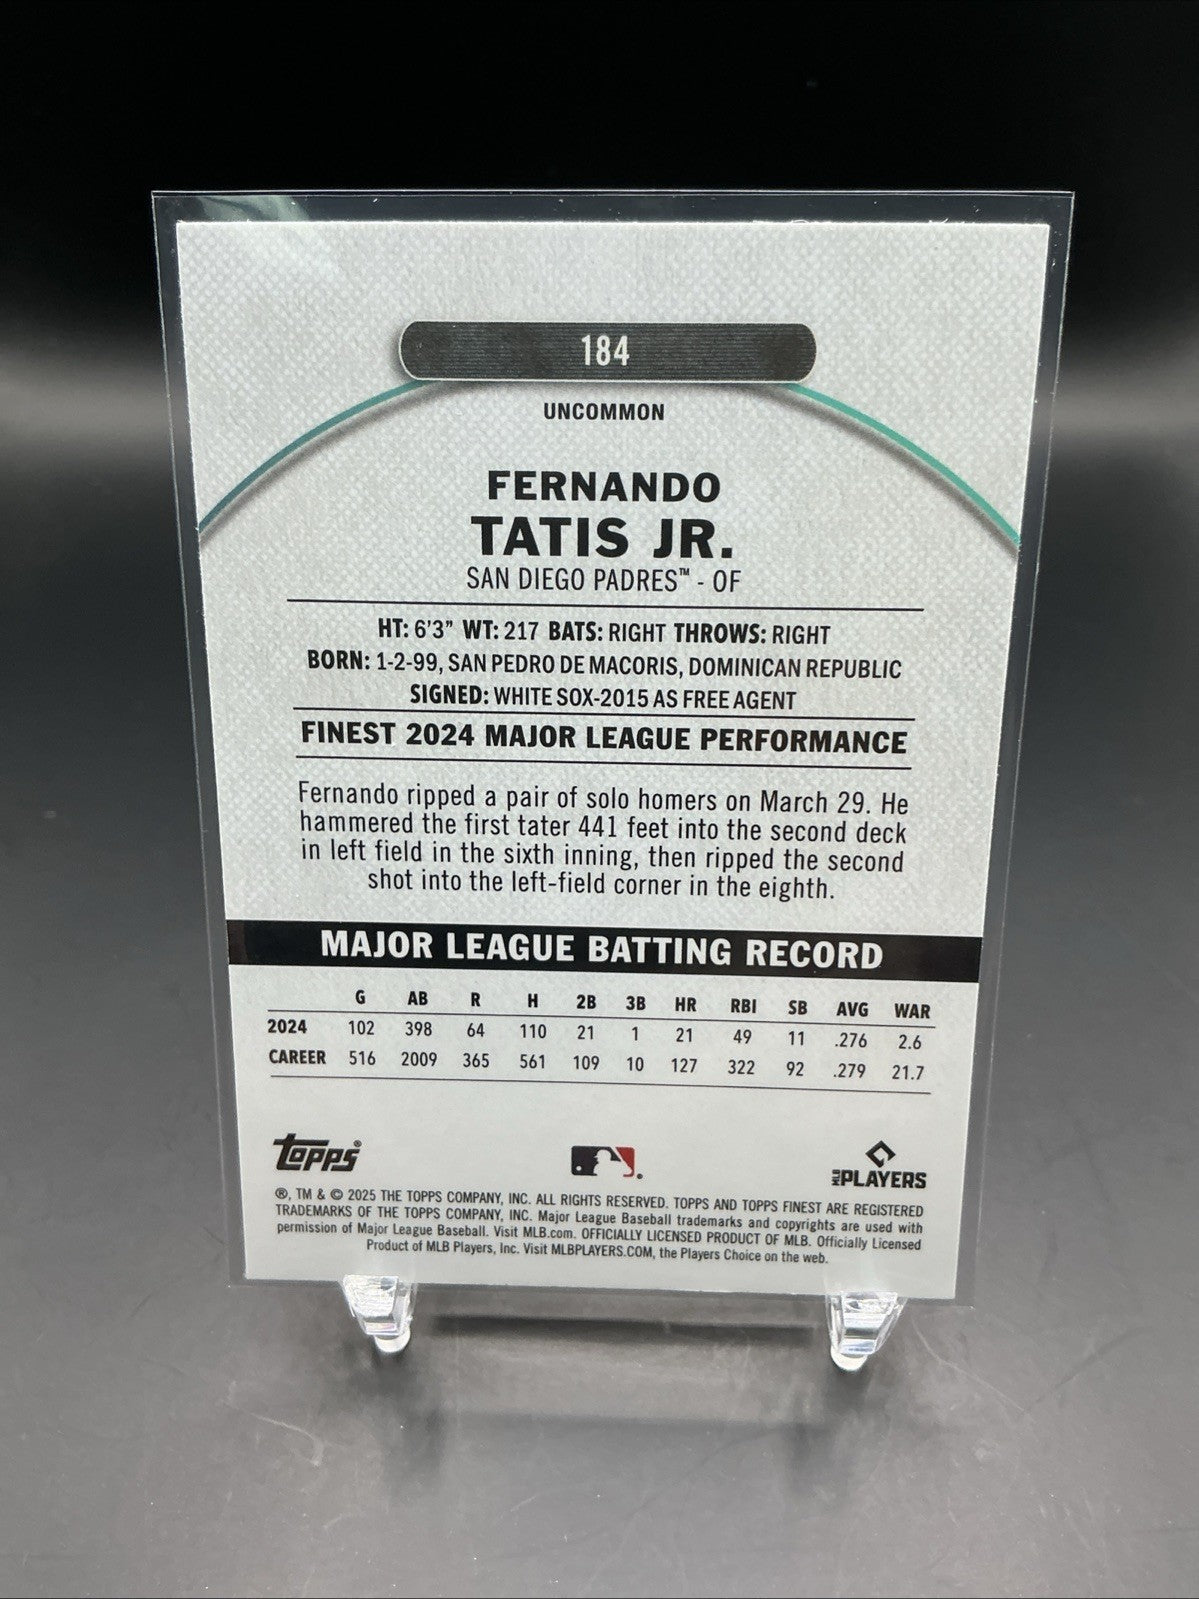 184
UNCOMMON
FERNANDO
TATIS JR.
SAN DIEGO PADRES™ - OF
HT: 6'3" WT: 217 BATS: RIGHT THROWS: RIGHT
BORN: 1-2-99, SAN PEDRO DE MACORIS, DOMINICAN REPUBLIC
SIGNED: WHITE SOX-2015 AS FREE AGENT
FINEST 2024 MAJOR LEAGUE PERFORMANCE
Fernando ripped a pair of solo homers on March 29. He
hammered the first tater 441 feet into the second deck
in left field in the sixth inning, then ripped the second
shot into the left-field corner in the eighth.
MAJOR LEAGUE BATTING RECORD
G AB R H 2B 3B HR RBI SB AVG WAR
2024 102 398 64 110 21 1 21 49 11 .276 2.6
CAREER 516 2009 365 561 109 10 127 322 92 .279 21.7
Topps®
MLB PLAYERS
®, TM & © 2025 THE TOPPS COMPANY, INC. ALL RIGHTS RESERVED. TOPPS AND TOPPS FINEST ARE REGISTERED
TRADEMARKS OF THE TOPPS COMPANY, INC. Major League Baseball trademarks and copyrights are used with
permission of Major League Baseball. Visit MLB.com. OFFICIALLY LICENSED PRODUCT OF MLB. Officially Licensed
Product of MLB Players, Inc. Visit MLBPLAYERS.COM, the Players Choice on the web.